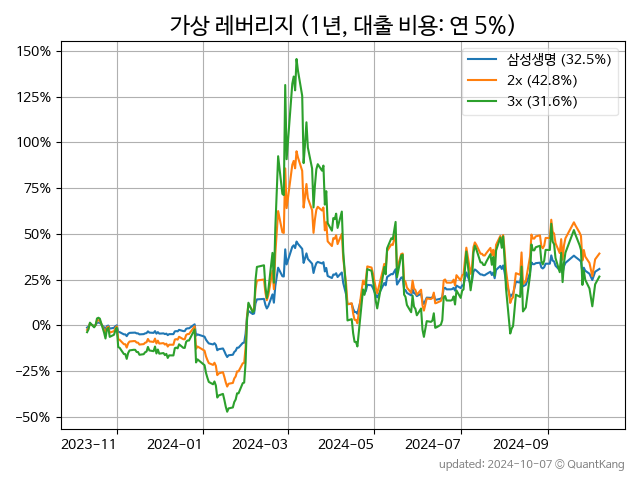 가상 레버리지 (1년, 대출 비용: 연 5%)
삼성생명 (32.5%)
2x (42.8%)
3x (31.6%)
150%
125%
100%
75%
50%
25%
0%
−25%
−50%
2023-11 2024-01 2024-03 2024-05 2024-07 2024-09
updated: 2024-10-07 © QuantKang